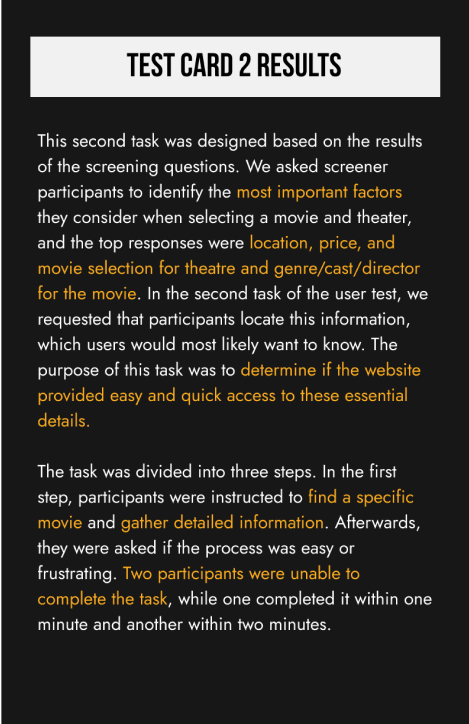 TEST CARD 2 RESULTS
This second task was designed based on the results
of the screening questions. We asked screener
participants to identify the most important factors
they consider when selecting a movie and theater,
and the top responses were location, price, and
movie selection for theatre and genre/cast/director
for the movie. In the second task of the user test, we
requested that participants locate this information,
which users would most likely want to know. The
purpose of this task was to determine if the website
provided easy and quick access to these essential
details.
The task was divided into three steps. In the first
step, participants were instructed to find a specific
movie and gather detailed information. Afterwards,
they were asked if the process was easy or
frustrating. Two participants were unable to
complete the task, while one completed it within one
minute and another within two minutes.